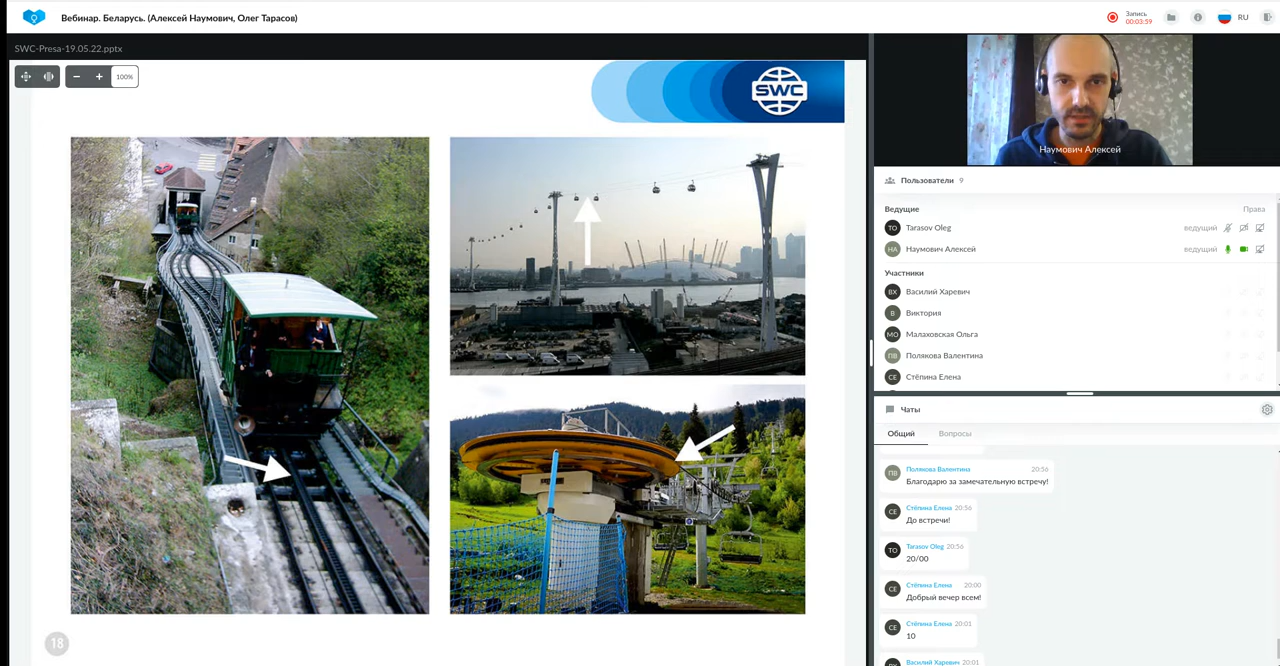 Вебинар. Беларусь. (Алексей Наумович, Олег Тарасов)
Запись
00:03:59
RU
SWC-Presa-19.05.22.pptx
100%
SWC
18
Наумович Алексей
Пользователи 9
Ведущие
Права
TO Tarasov Oleg ведущий
НА Наумович Алексей ведущий
Участники
ВХ Василий Харевич
В Виктория
МО Малаховская Ольга
ПВ Полякова Валентина
СЕ Стёпина Елена
Чаты
Общий Вопросы
ПВ Полякова Валентина 20:56
Благодарю за замечательную встречу!
СЕ Стёпина Елена 20:56
До встречи!
TO Tarasov Oleg 20:56
20/00
СЕ Стёпина Елена 20:00
Добрый вечер всем!
СЕ Стёпина Елена 20:01
10
Василий Харевич 20:01